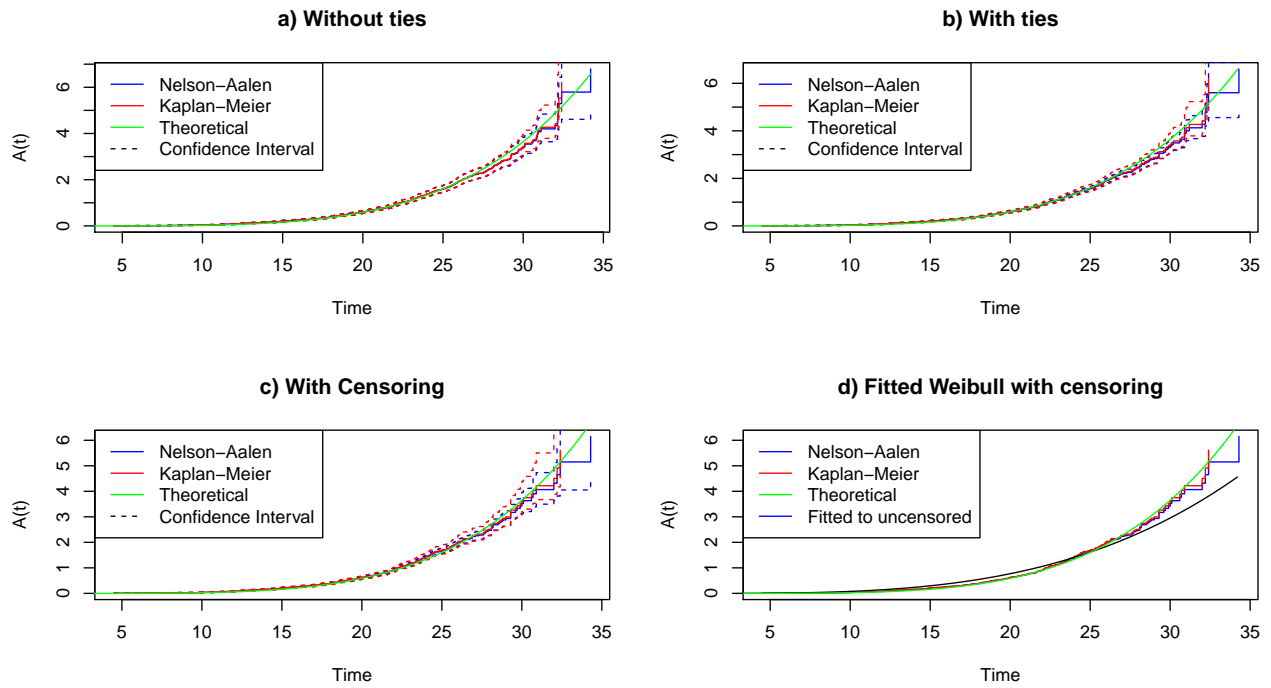 a) Without ties
Nelson−Aalen
Kaplan−Meier
Theoretical
Confidence Interval
A(t)
0 2 4 6
5 10 15 20 25 30 35
Time
b) With ties
Nelson−Aalen
Kaplan−Meier
Theoretical
Confidence Interval
A(t)
0 2 4 6
5 10 15 20 25 30 35
Time
c) With Censoring
Nelson−Aalen
Kaplan−Meier
Theoretical
Confidence Interval
A(t)
0 1 2 3 4 5 6
5 10 15 20 25 30 35
Time
d) Fitted Weibull with censoring
Nelson−Aalen
Kaplan−Meier
Theoretical
Fitted to uncensored
A(t)
0 1 2 3 4 5 6
5 10 15 20 25 30 35
Time